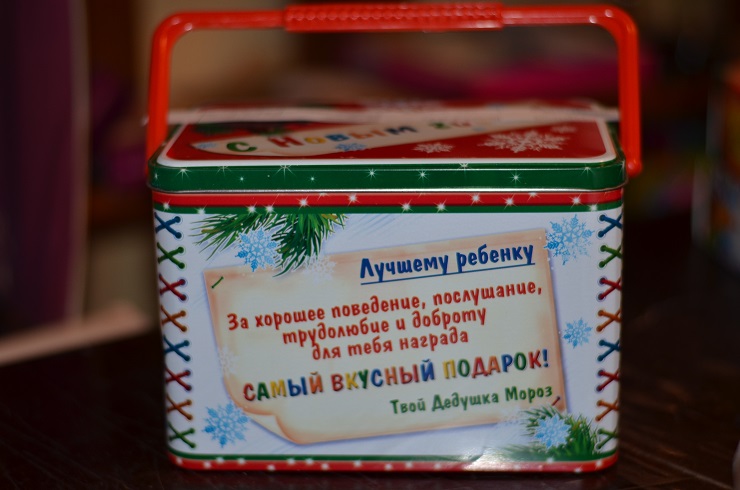 С Новым
Лучшему ребенку
За хорошее поведение, послушание,
трудолюбие и доброту
для тебя награда
САМЫЙ ВКУСНЫЙ ПОДАРОК!
Твой Дедушка Мороз